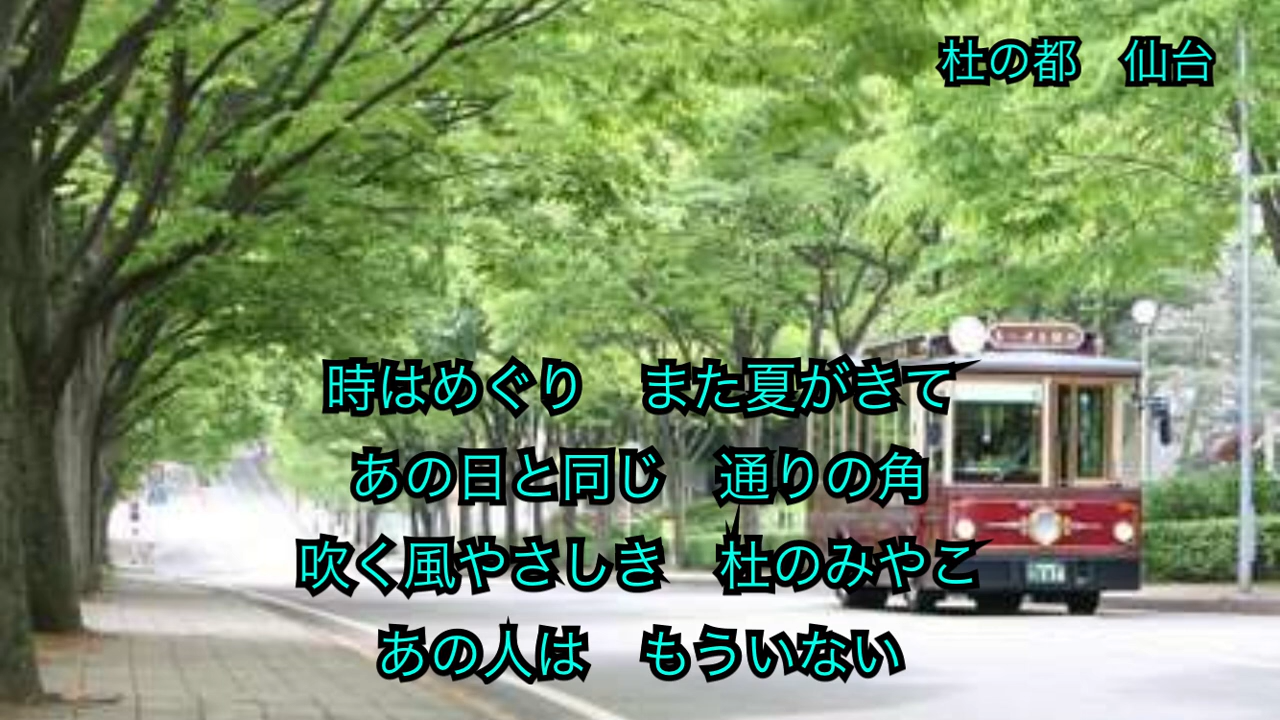 杜の都　仙台
時はめぐり　また夏がきて
あの日と同じ　通りの角
吹く風やさしき　杜のみやこ
あの人は　もういない